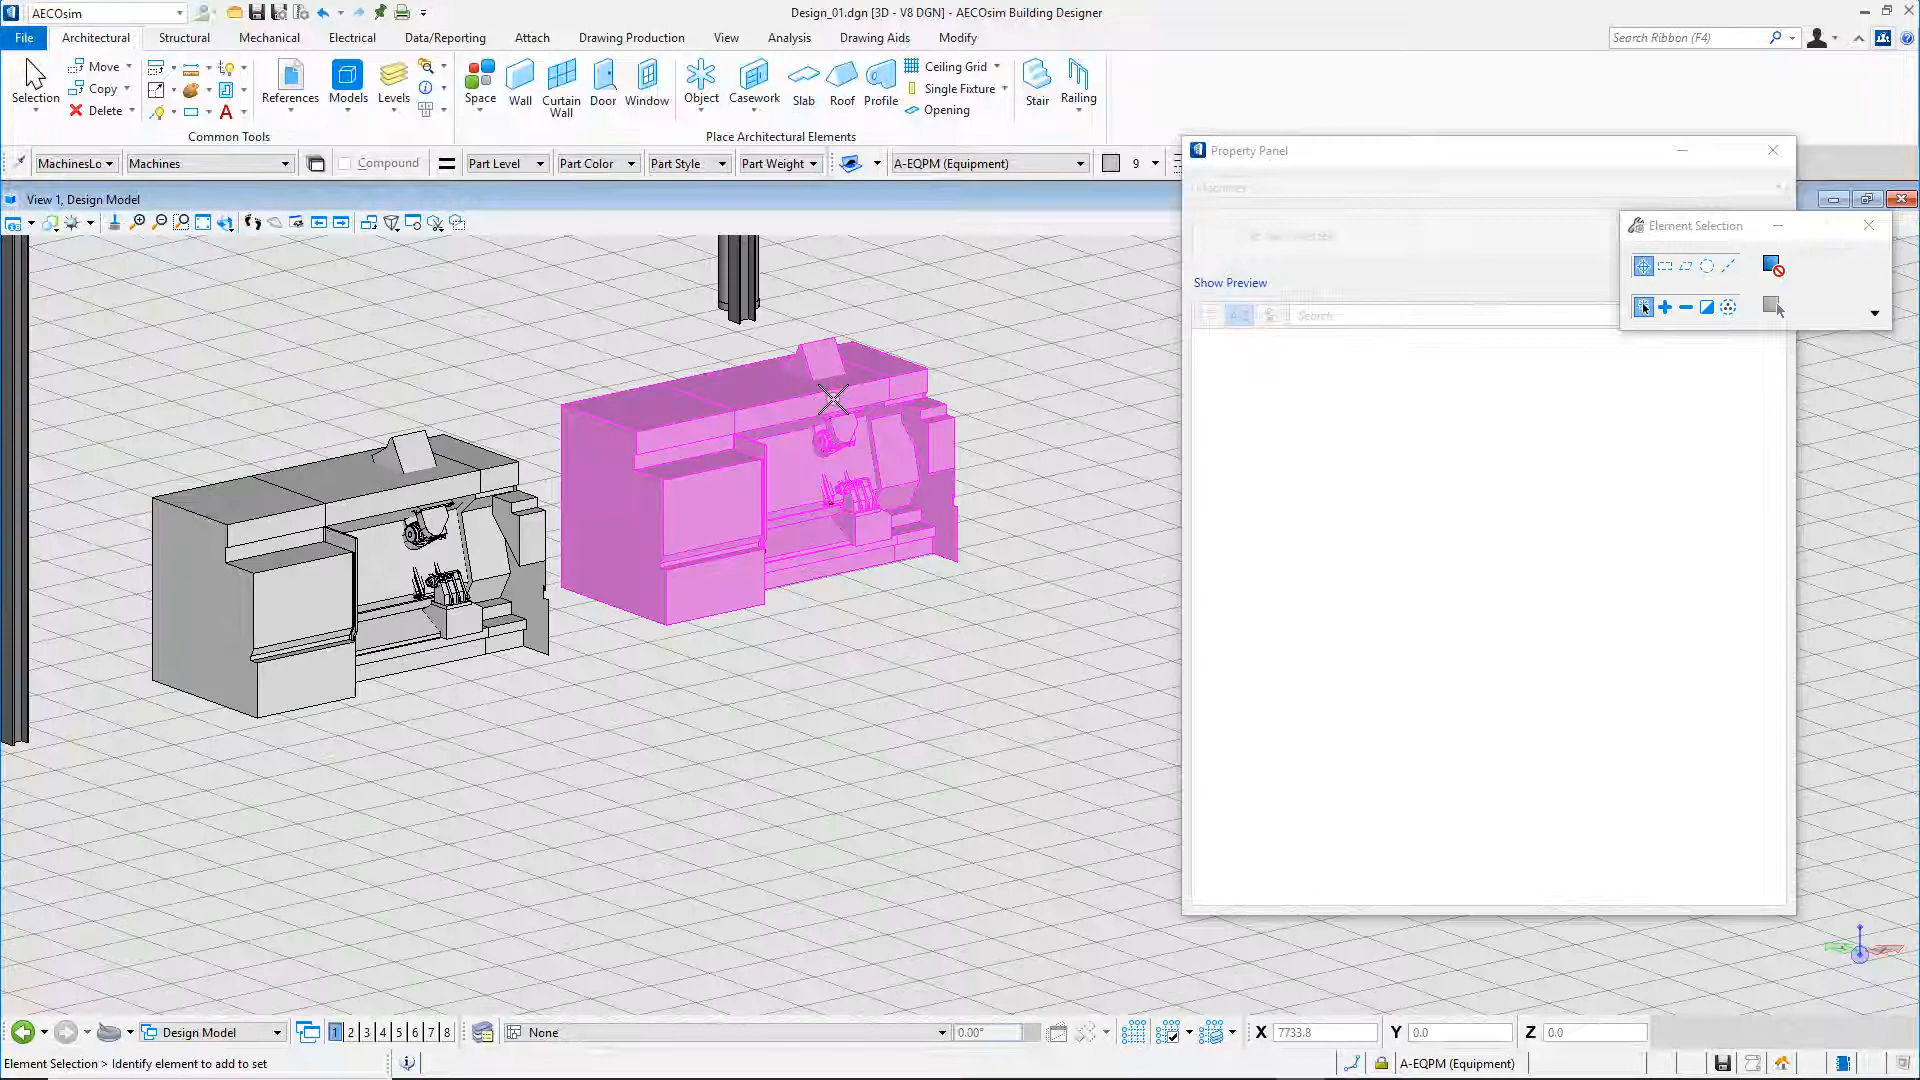 AECOsim
Design_01.dgn [3D - V8 DGN] - AECOsim Building Designer
File
Architectural
Structural
Mechanical
Electrical
Data/Reporting
Attach
Drawing Production
View
Analysis
Drawing Aids
Modify
Search Ribbon (F4)
Selection
Move
Copy
Delete
References
Models
Levels
Space
Wall
Curtain
Wall
Door
Window
Object
Casework
Slab
Roof
Profile
Ceiling Grid
Single Fixture
Opening
Stair
Railing
Common Tools
Place Architectural Elements
MachinesLo
Machines
Compound
Part Level
Part Color
Part Style
Part Weight
A-EQPM (Equipment)
9
Property Panel
Machines
View 1, Design Model
Element Selection
Show Preview
Search
Design Model
1 2 3 4 5 6 7 8
None
0.00°
X 7733.8
Y 0.0
Z 0.0
Element Selection > Identify element to add to set
A-EQPM (Equipment)